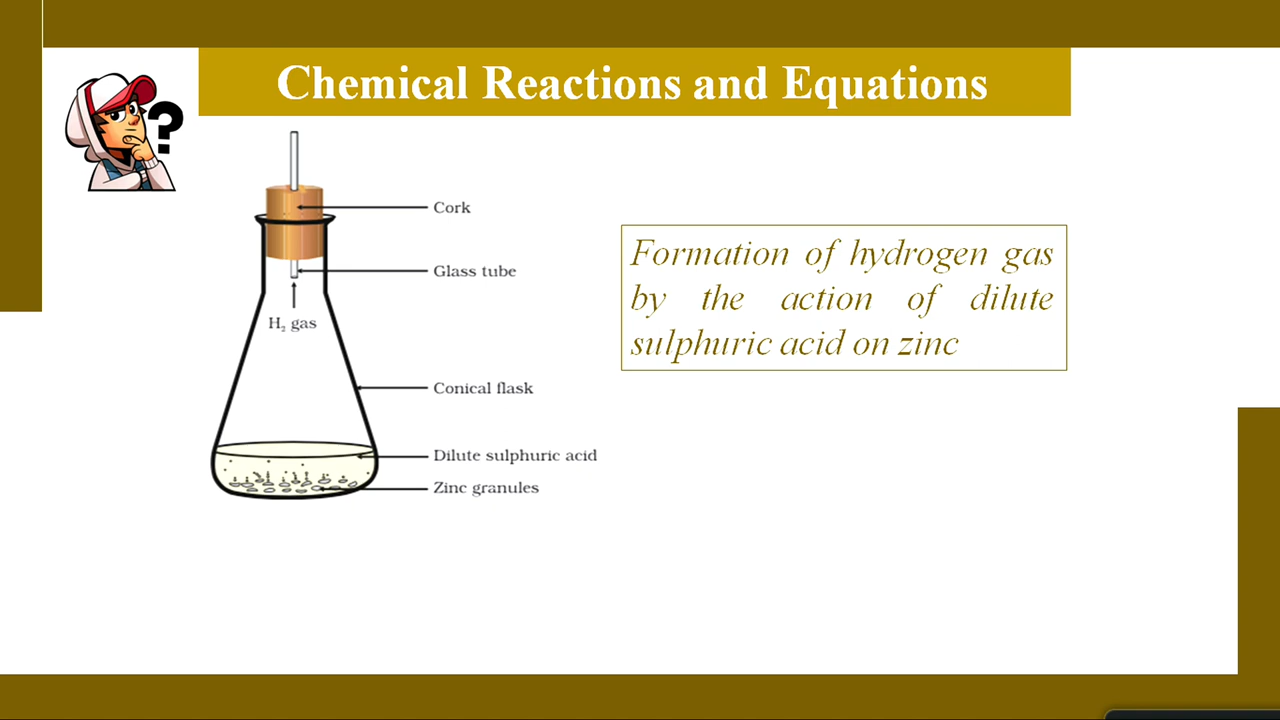 Chemical Reactions and Equations
?
Cork
Glass tube
H₂ gas
Conical flask
Dilute sulphuric acid
Zinc granules
Formation of hydrogen gas
by the action of dilute
sulphuric acid on zinc